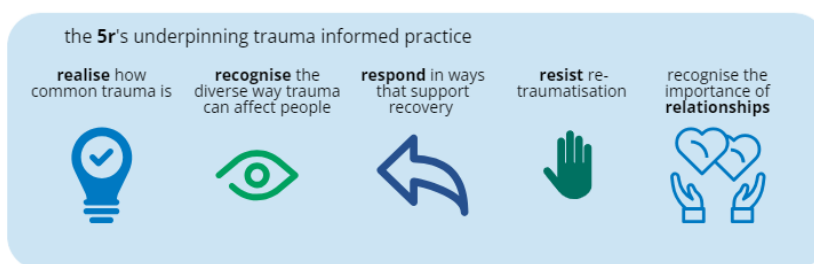 the 5r's underpinning trauma informed practice
realise how
common trauma is
recognise the
diverse way trauma
can affect people
respond in ways
that support
recovery
resist re-
traumatisation
recognise the
importance of
relationships